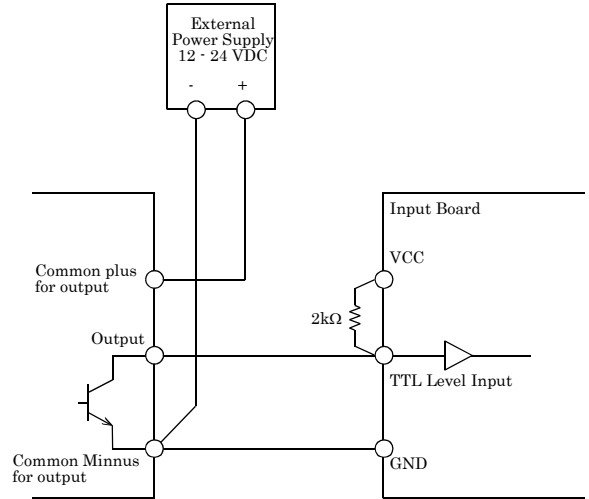 External
Power Supply
12 - 24 VDC
- +
Input Board
VCC
Common plus
for output
2kΩ
Output
TTL Level Input
Common Minnus
for output
GND